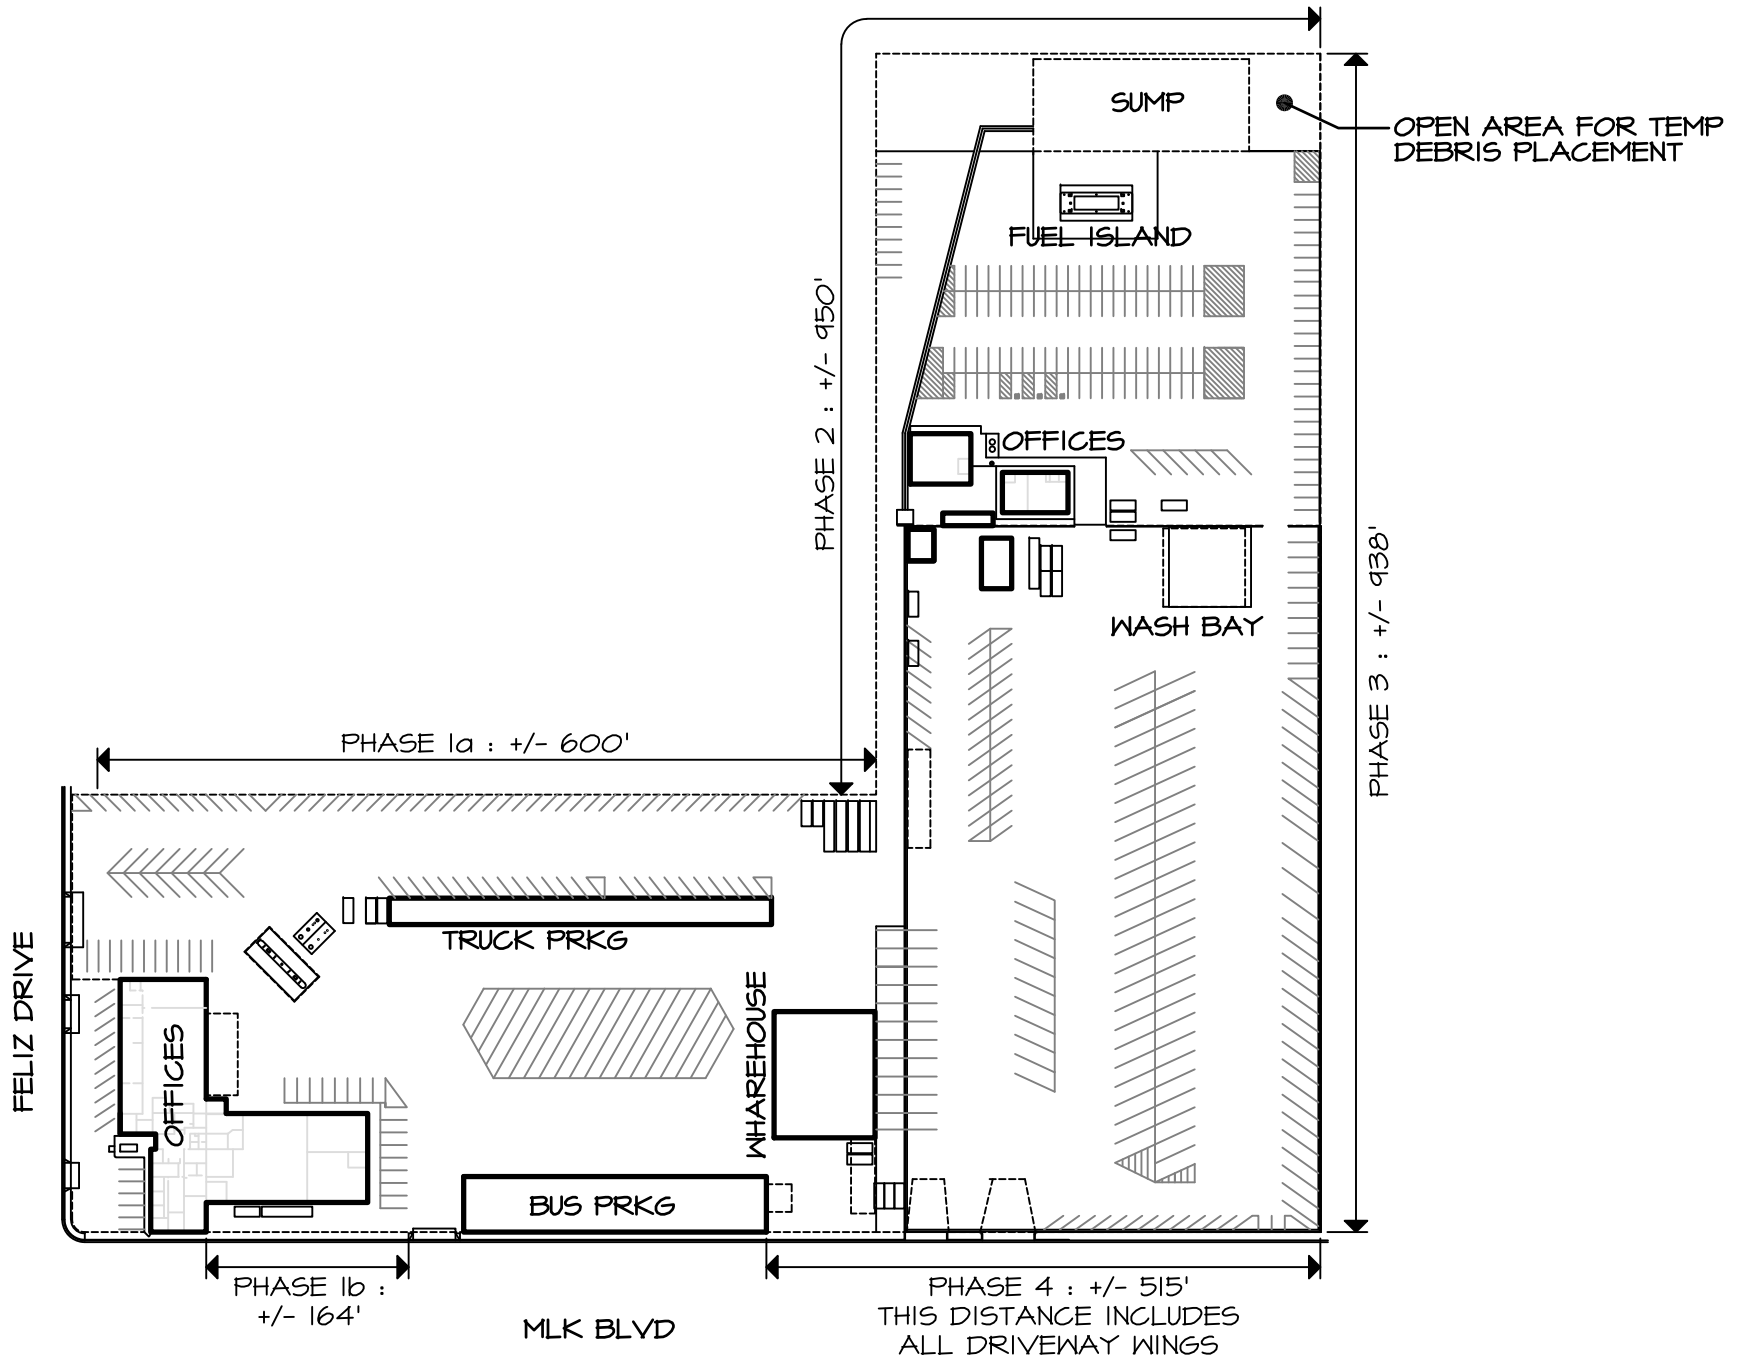 SUMP
OPEN AREA FOR TEMP
DEBRIS PLACEMENT
FUEL ISLAND
PHASE 2 : +/- 950'
OFFICES
PHASE 3 : +/- 938'
WASH BAY
PHASE 1a : +/- 600'
TRUCK PRKG
FELIZ DRIVE
OFFICES
WHAREHOUSE
BUS PRKG
PHASE 1b :
+/- 164'
PHASE 4 : +/- 515'
THIS DISTANCE INCLUDES
ALL DRIVEWAY WINGS
MLK BLVD